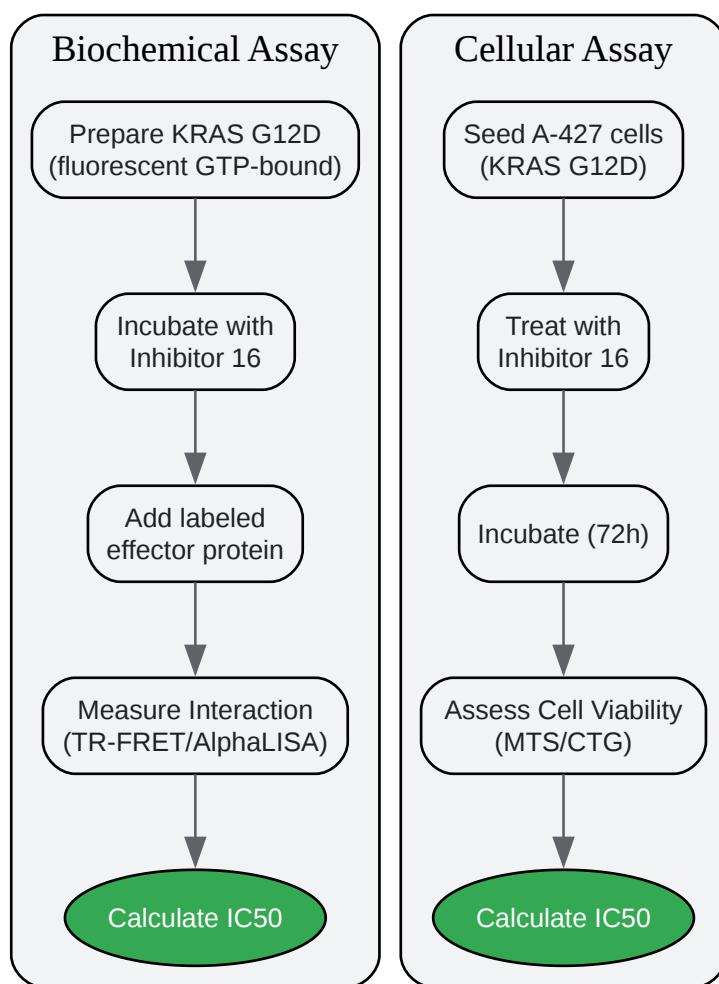 Biochemical Assay
Prepare KRAS G12D
(fluorescent GTP-bound)
Incubate with
Inhibitor 16
Add labeled
effector protein
Measure Interaction
(TR-FRET/AlphaLISA)
Calculate IC50
Cellular Assay
Seed A-427 cells
(KRAS G12D)
Treat with
Inhibitor 16
Incubate (72h)
Assess Cell Viability
(MTS/CTG)
Calculate IC50